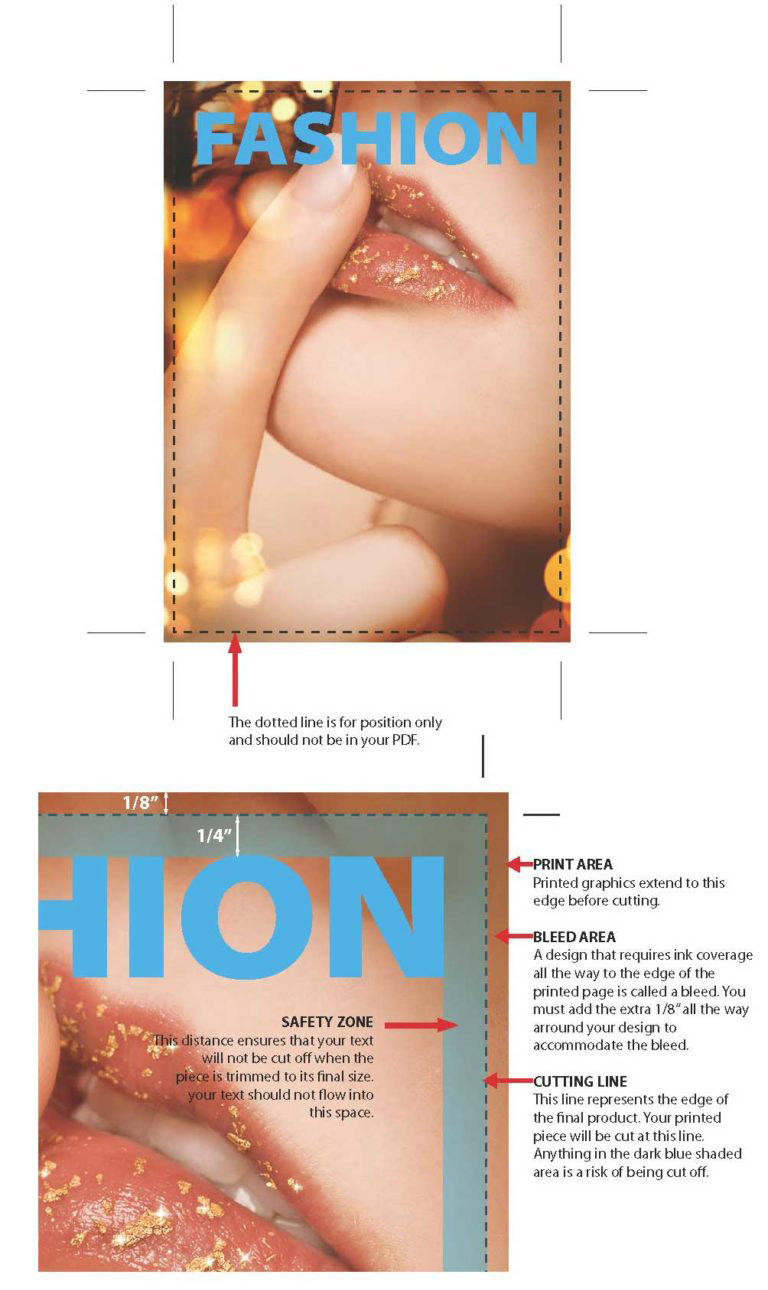 FASHION
The dotted line is for position only
and should not be in your PDF.
1/8"
1/4"
HION
PRINT AREA
Printed graphics extend to this
edge before cutting.
BLEED AREA
A design that requires ink coverage
all the way to the edge of the
printed page is called a bleed. You
must add the extra 1/8" all the way
arround your design to
accommodate the bleed.
SAFETY ZONE
This distance ensures that your text
will not be cut off when the
piece is trimmed to its final size.
your text should not flow into
this space.
CUTTING LINE
This line represents the edge of
the final product. Your printed
piece will be cut at this line.
Anything in the dark blue shaded
area is a risk of being cut off.